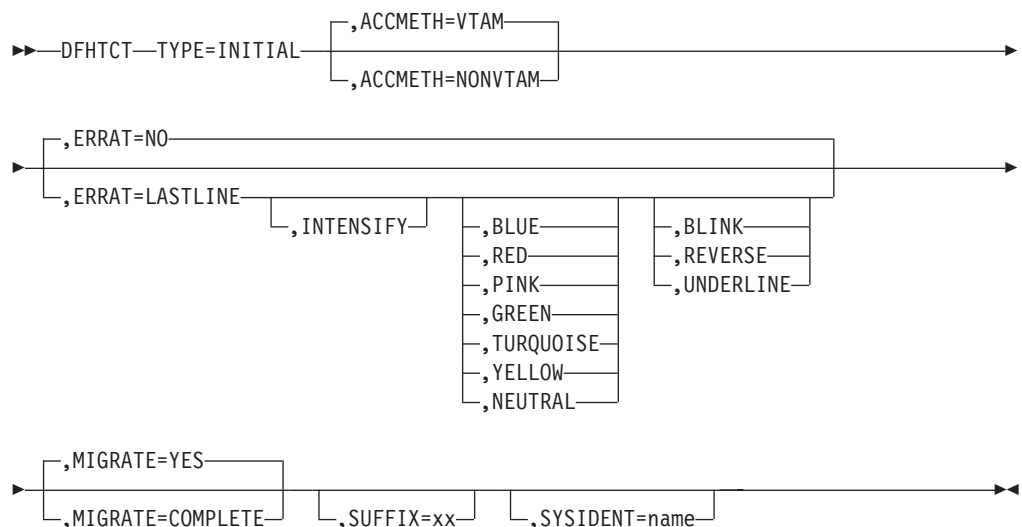 ,ACCMETH=VTAM
DFHTCT TYPE=INITIAL
,ACCMETH=NONVTAM
,ERRAT=NO
,ERRAT=LASTLINE
,INTENSIFY
,BLUE
,RED
,PINK
,GREEN
,TURQUOISE
,YELLOW
,NEUTRAL
,BLINK
,REVERSE
,UNDERLINE
,MIGRATE=YES
,MIGRATE=COMPLETE
,SUFFIX=xx
,SYSIDENT=name